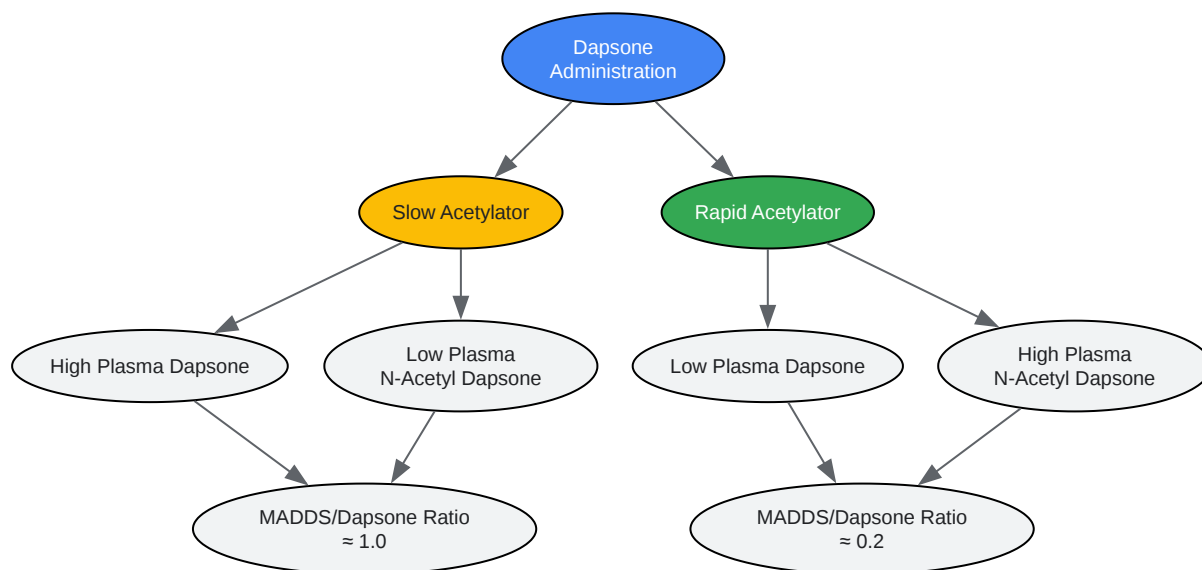 Dapsone
Administration
Slow Acetylator
Rapid Acetylator
High Plasma Dapsone
Low Plasma
N-Acetyl Dapsone
Low Plasma Dapsone
High Plasma
N-Acetyl Dapsone
MADDS/Dapsone Ratio
≈ 1.0
MADDS/Dapsone Ratio
≈ 0.2